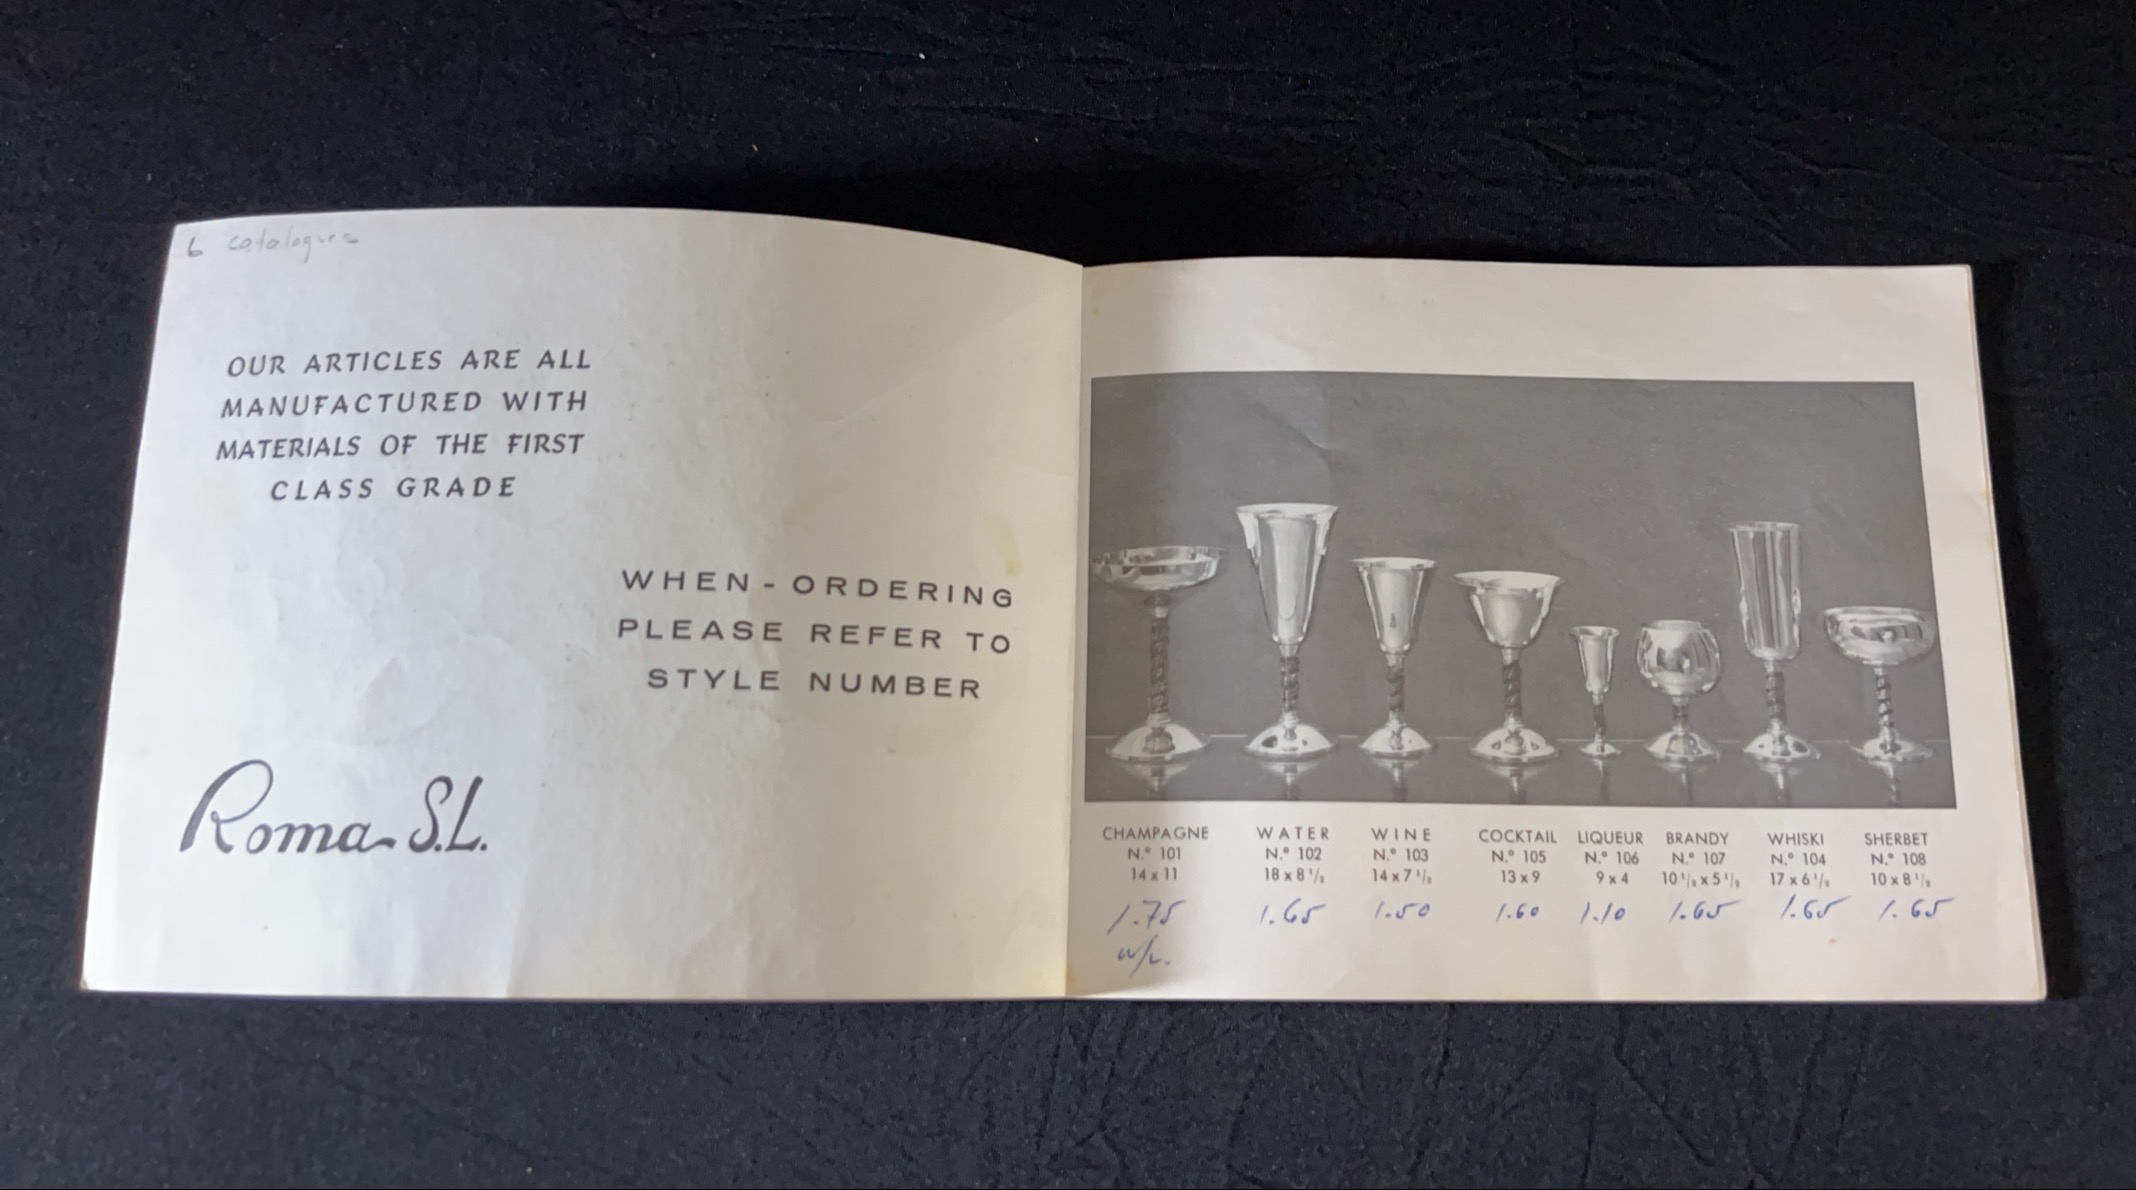 6 catalogues
OUR ARTICLES ARE ALL
MANUFACTURED WITH
MATERIALS OF THE FIRST
CLASS GRADE
WHEN - ORDERING
PLEASE REFER TO
STYLE NUMBER
Roma S.L.
CHAMPAGNE WATER WINE COCKTAIL LIQUEUR BRANDY WHISKI SHERBET
N.º 101 N.º 102 N.º 103 N.º 105 N.º 106 N.º 107 N.º 104 N.º 108
14 x 11 18 x 8 1/2 14 x 7 1/2 13 x 9 9 x 4 10 1/2 x 5 1/2 17 x 6 1/2 10 x 8 1/2
1.75 1.65 1.50 1.60 1.10 1.65 1.65 1.65